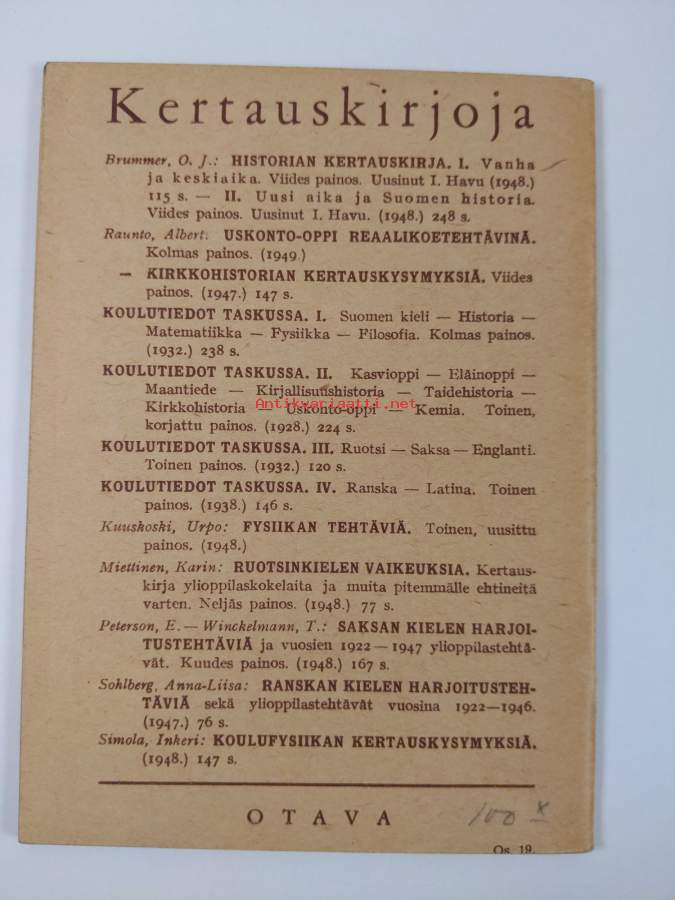 Kertauskirjoja
Brummer, O. J.: HISTORIAN KERTAUSKIRJA. I. Vanha
ja keskiaika. Viides painos. Uusinut I. Havu (1948.)
115 s. — II. Uusi aika ja Suomen historia.
Viides painos. Uusinut I. Havu. (1948.) 248 s.
Raunto, Albert: USKONTO-OPPI REAALIKOETEHTÄVINÄ.
Kolmas painos. (1949.)
— KIRKKOHISTORIAN KERTAUSKYSYMYKSIÄ. Viides
painos. (1947.) 147 s.
KOULUTIEDOT TASKUSSA. I. Suomen kieli — Historia —
Matematiikka — Fysiikka — Filosofia. Kolmas painos.
(1932.) 238 s.
KOULUTIEDOT TASKUSSA. II. Kasvioppi — Eläinoppi —
Maantiede — Kirjallisuushistoria — Taidehistoria —
Antikvariaatti.net
Kirkkohistoria — Uskonto-oppi — Kemia. Toinen,
korjattu painos. (1928.) 224 s.
KOULUTIEDOT TASKUSSA. III. Ruotsi — Saksa — Englanti.
Toinen painos. (1932.) 120 s.
KOULUTIEDOT TASKUSSA. IV. Ranska — Latina. Toinen
painos. (1938.) 146 s.
Kuuskoski, Urpo: FYSIIKAN TEHTÄVIÄ. Toinen, uusittu
painos. (1948.)
Miettinen, Karin: RUOTSINKIELEN VAIKEUKSIA. Kertaus-
kirja ylioppilaskokelaita ja muita pitemmälle ehtineitä
varten. Neljäs painos. (1948.) 77 s.
Peterson, E. — Winckelmann, T.: SAKSAN KIELEN HARJOI-
TUSTEHTÄVIÄ ja vuosien 1922—1947 ylioppilastehtä-
vät. Kuudes painos. (1948.) 167 s.
Sohlberg, Anna-Liisa: RANSKAN KIELEN HARJOITUSTEH-
TÄVIÄ sekä ylioppilastehtävät vuosina 1922—1946.
(1947.) 76 s.
Simola, Inkeri: KOULUFYSIIKAN KERTAUSKYSYMYKSIÄ.
(1948.) 147 s.
OTAVA
100 x
Os. 19.